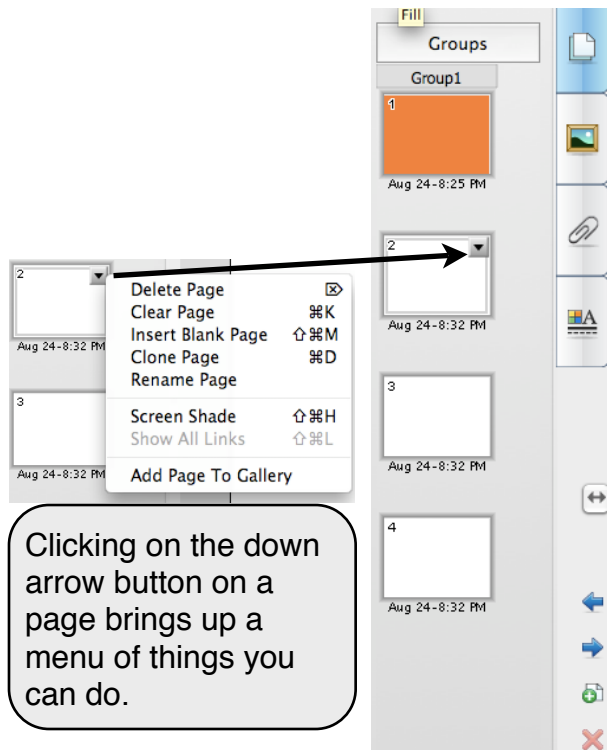 Fill
Groups
Group1
1
Aug 24-8:25 PM
2
Aug 24-8:32 PM
3
Aug 24-8:32 PM
4
Aug 24-8:32 PM
A
2
Aug 24-8:32 PM
3
Aug 24-8:32 PM
Delete Page ⌦
Clear Page ⌘K
Insert Blank Page ⇧⌘M
Clone Page ⌘D
Rename Page
Screen Shade ⇧⌘H
Show All Links ⇧⌘L
Add Page To Gallery
Clicking on the down
arrow button on a
page brings up a
menu of things you
can do.